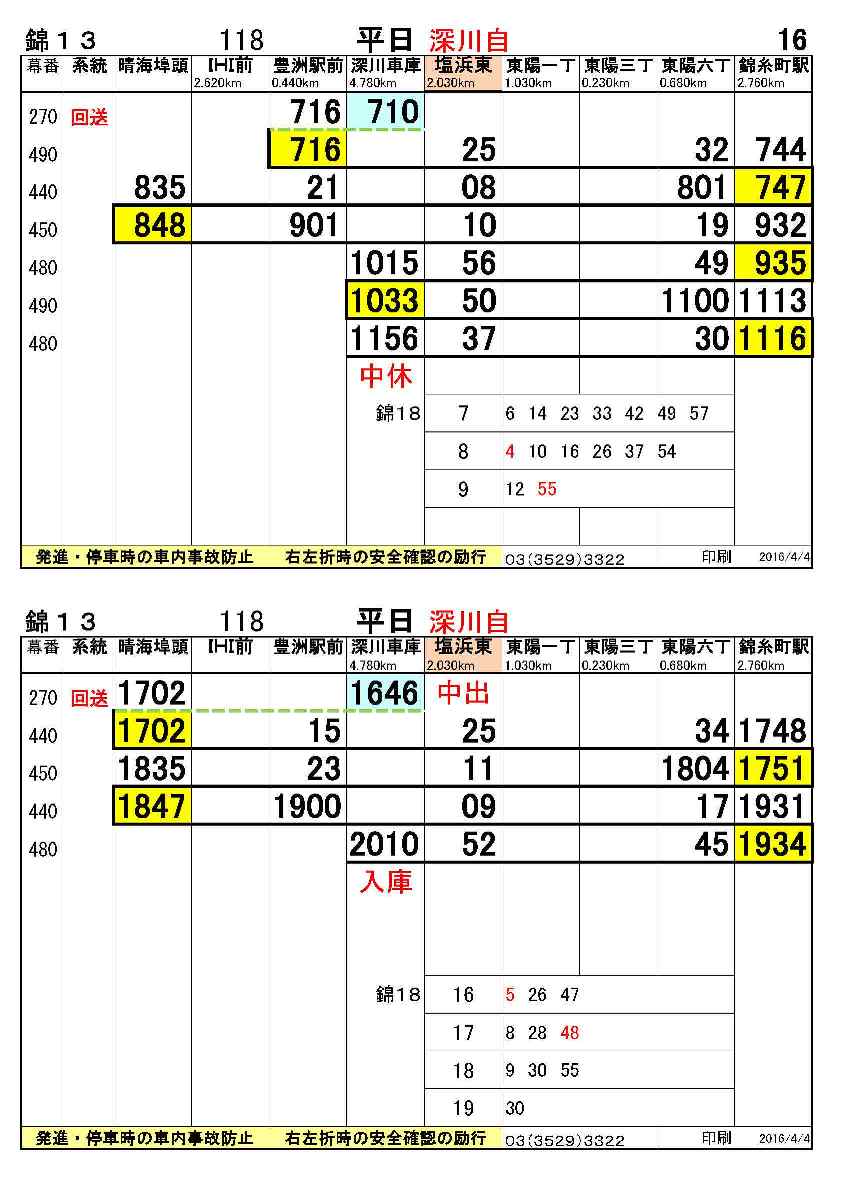 錦13 118 平日 深川自 16
幕番 系統 晴海埠頭 IHI前 豊洲駅前 深川車庫 塩浜東 東陽一丁 東陽三丁 東陽六丁 錦糸町駅
2.620km 0.440km 4.780km 2.030km 1.030km 0.230km 0.680km 2.760km
270 回送 716 710
490 716 25 32 744
440 835 21 08 801 747
450 848 901 10 19 932
480 1015 56 49 935
490 1033 50 1100 1113
480 1156 37 30 1116
中休
錦18 7 6 14 23 33 42 49 57
8 4 10 16 26 37 54
9 12 55
発進・停車時の車内事故防止 右左折時の安全確認の励行 03(3529)3322 印刷 2016/4/4
錦13 118 平日 深川自
幕番 系統 晴海埠頭 IHI前 豊洲駅前 深川車庫 塩浜東 東陽一丁 東陽三丁 東陽六丁 錦糸町駅
4.780km 2.030km 1.030km 0.230km 0.680km 2.760km
270 回送 1702 1646 中出
440 1702 15 25 34 1748
450 1835 23 11 1804 1751
440 1847 1900 09 17 1931
480 2010 52 45 1934
入庫
錦18 16 5 26 47
17 8 28 48
18 9 30 55
19 30
発進・停車時の車内事故防止 右左折時の安全確認の励行 03(3529)3322 印刷 2016/4/4